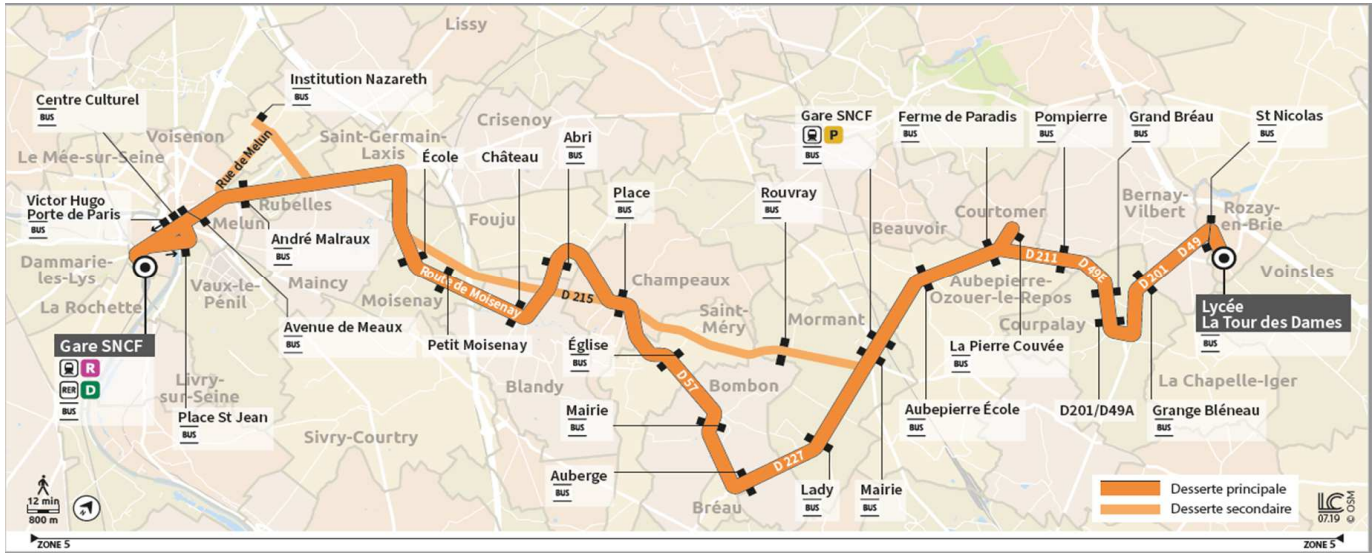 Lissy
Institution Nazareth
BUS
Centre Culturel
BUS
Voisenon
Le Mée-sur-Seine
Rue de Melun
Saint-Germain-
Laxis
Crisenoy
Abri
BUS
École
Château
Gare SNCF
P
BUS
Ferme de Paradis
BUS
Pompierre
BUS
Grand Bréau
BUS
St Nicolas
BUS
Victor Hugo
Porte de Paris
BUS
Rubelles
Melun
Fouju
Place
BUS
Rouvray
BUS
Bernay-
Vilbert
Rozay-
en-Brie
Courtomer
Beauvoir
André Malraux
BUS
Dammarie-
les-Lys
Vaux-le-
Pénil
Maincy
La Rochette
Moisenay
Route de Moisenay
D 215
Champeaux
Saint-
Méry
Mormant
Aubepierre-
Ozouer-le-Repos
D 211
D49E
D201
D49
Voinsles
Courpalay
Lycée
La Tour des Dames
BUS
Avenue de Meaux
BUS
Petit Moisenay
Gare SNCF
R
RER
D
BUS
Église
BUS
La Pierre Couvée
BUS
Livry-
sur-Seine
Blandy
D 57
Bombon
La Chapelle-Iger
Place St Jean
BUS
Mairie
BUS
Aubepierre École
BUS
D201/D49A
Grange Bléneau
BUS
Sivry-Courtry
Auberge
BUS
D 227
Bréau
Lady
BUS
Mairie
BUS
12 min
800 m
Desserte principale
Desserte secondaire
LC
07.19
© OSM
ZONE 5
ZONE 5